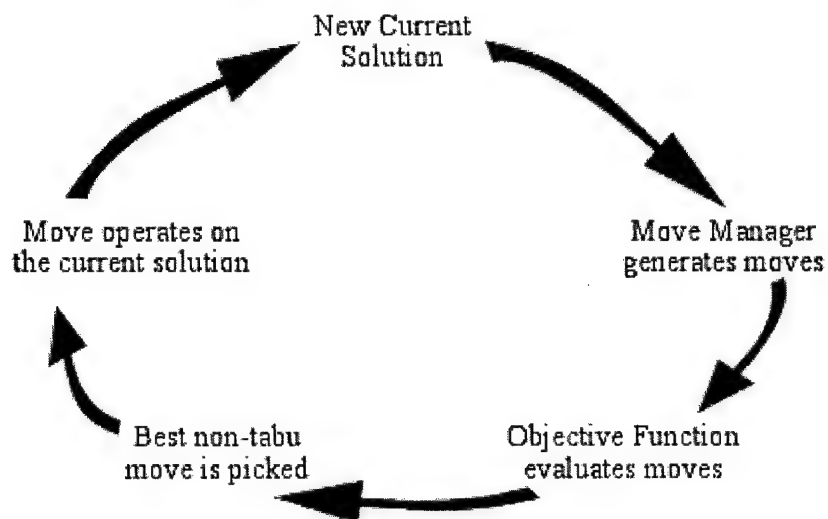 New Current
Solution
Move Manager
generates moves
Objective Function
evaluates moves
Best non-tabu
move is picked
Move operates on
the current solution